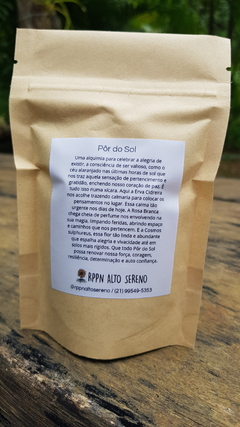 Pôr do Sol
Uma alquimia para celebrar a alegria de
existir, a consciência de ser valioso, como o
céu alaranjado nas últimas horas de sol que
nos traz aquela sensação de pertencimento e
gratidão, enchendo nosso coração de paz. É
tudo isso numa xícara. Aqui a Erva Cidreira
nos acolhe trazendo calmaria para colocar os
pensamentos no lugar. Essa calma tão
urgente nos dias de hoje. A Rosa Branca
chega cheia de perfume nos envolvendo na
sua magia, limpando feridas, abrindo espaço
e caminhos que nos pertencem. E a Cosmos
sulphureus, essa flor tão linda e abundante
que espalha alegria e vivacidade até em
solos mais rígidos. Que todo Pôr do Sol
possa renovar nossa força, coragem,
resiliência, determinação e auto confiança.
RPPN ALTO SERENO
@rppnaltosereno / (21) 99549-5353